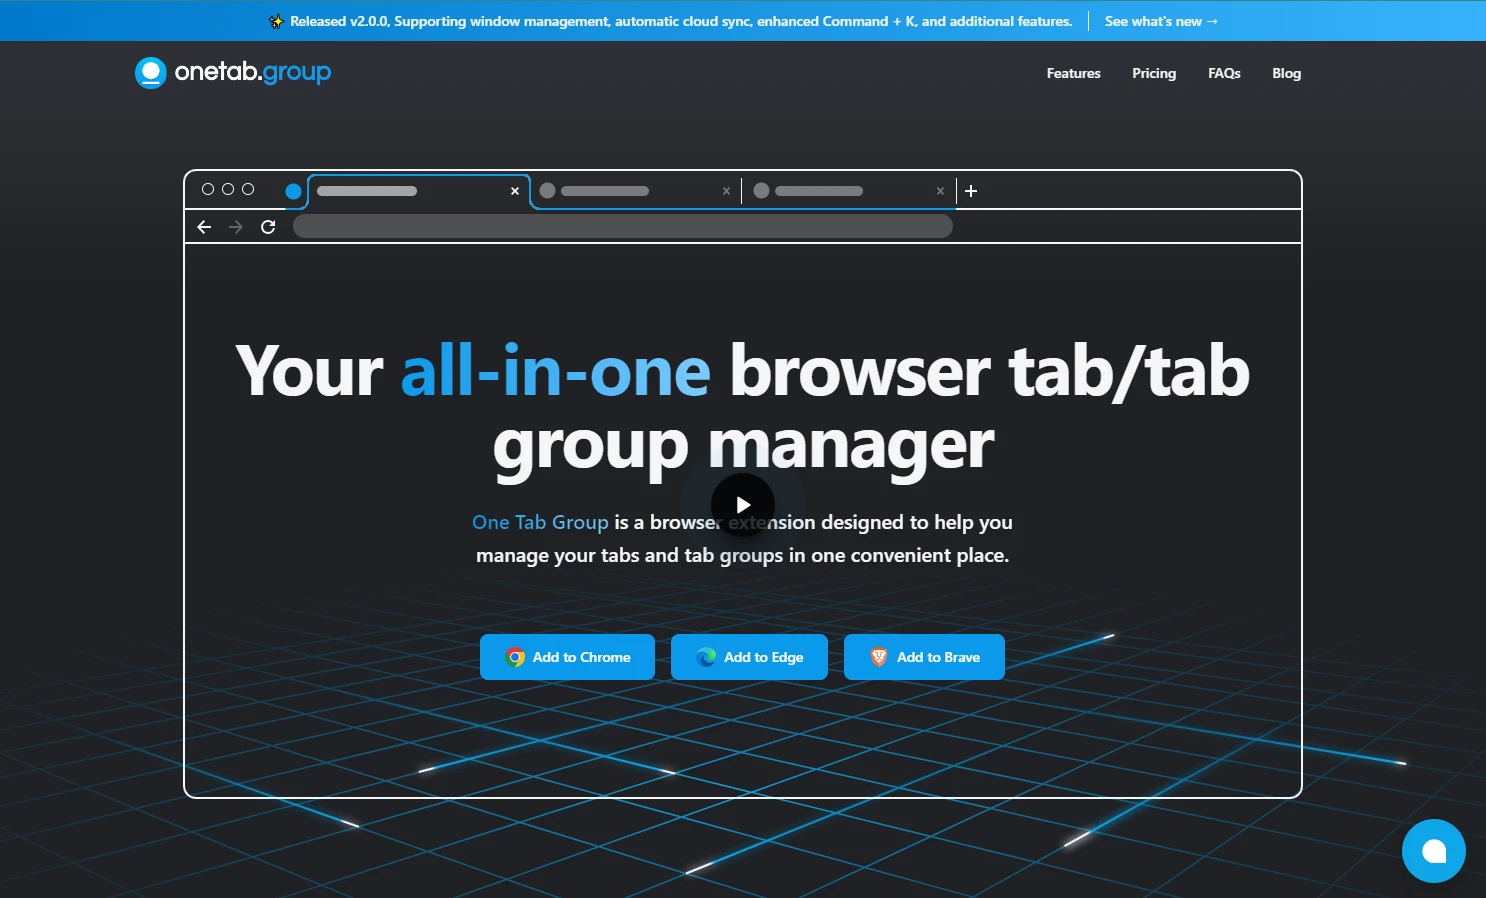 ✨ Released v2.0.0, Supporting window management, automatic cloud sync, enhanced Command + K, and additional features. See what's new →
onetab.group
Features Pricing FAQs Blog
Your all-in-one browser tab/tab
group manager
One Tab Group is a browser extension designed to help you
manage your tabs and tab groups in one convenient place.
Add to Chrome Add to Edge Add to Brave